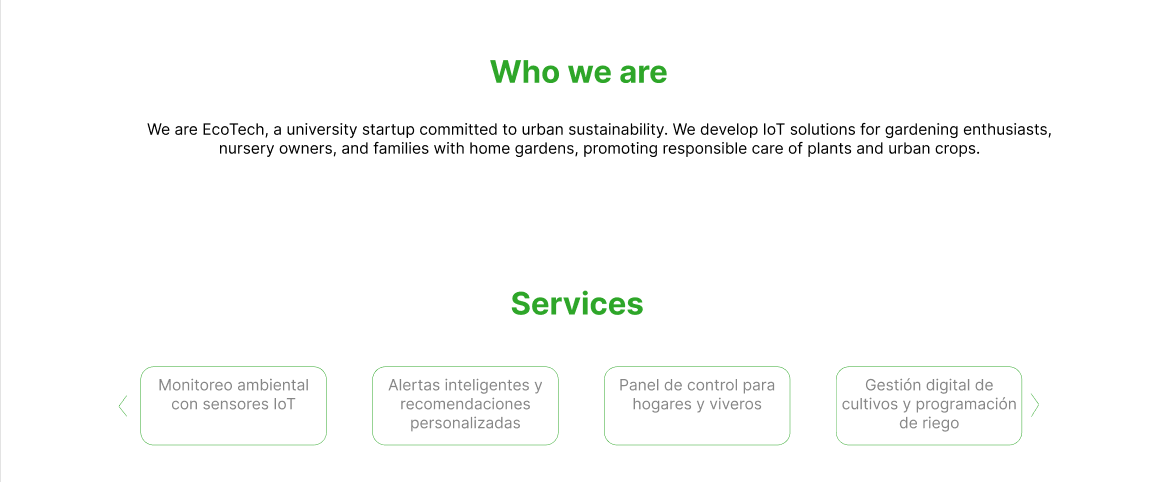 Who we are
We are EcoTech, a university startup committed to urban sustainability. We develop IoT solutions for gardening enthusiasts,
nursery owners, and families with home gardens, promoting responsible care of plants and urban crops.
Services
Monitoreo ambiental
con sensores IoT
Alertas inteligentes y
recomendaciones
personalizadas
Panel de control para
hogares y viveros
Gestión digital de
cultivos y programación
de riego